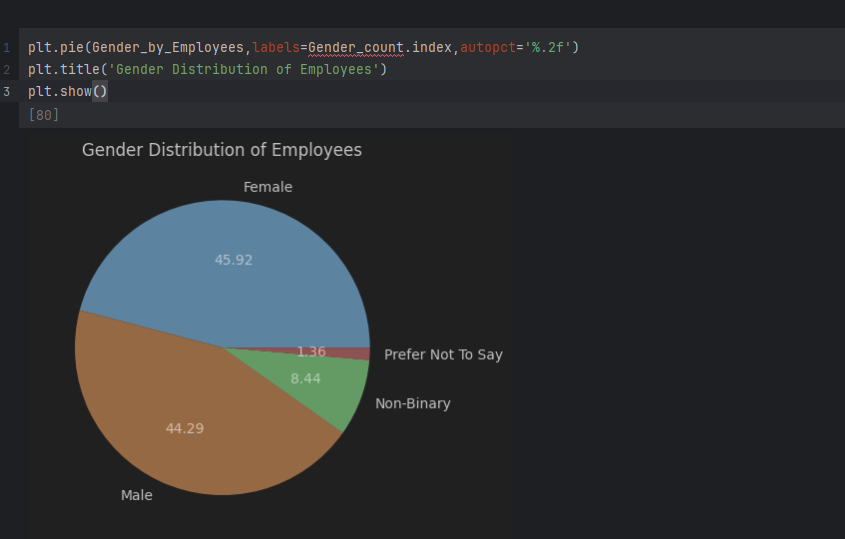 1 plt.pie(Gender_by_Employees,labels=Gender_count.index,autopct='%.2f')
2 plt.title('Gender Distribution of Employees')
3 plt.show()
[80]
Gender Distribution of Employees
Female
45.92
1.36
Prefer Not To Say
8.44
Non-Binary
44.29
Male